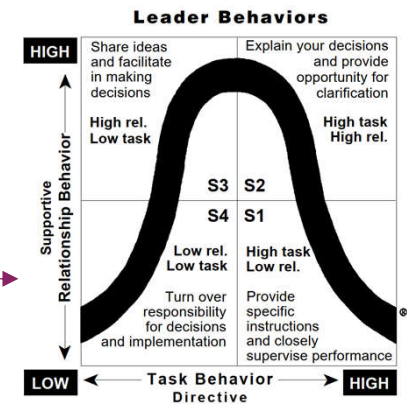 Leader Behaviors
HIGH
Share ideas
and facilitate
in making
decisions
High rel.
Low task
Explain your decisions
and provide
opportunity for
clarification
High task
High rel.
S3 S2
S4 S1
Supportive
Relationship Behavior
Low rel.
Low task
Turn over
responsibility
for decisions
and implementation
High task
Low rel.
Provide
specific
instructions
and closely
supervise performance
®
LOW
Task Behavior
Directive
HIGH